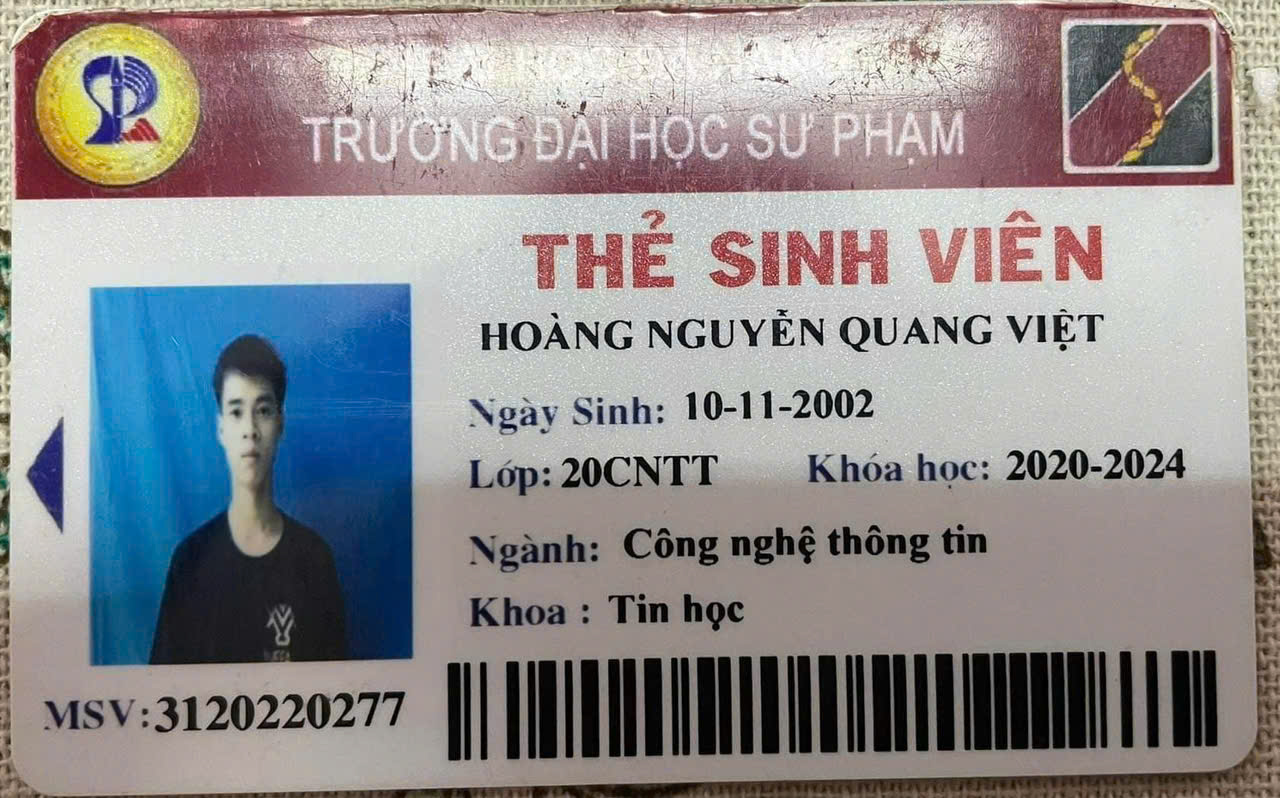 TRƯỜNG ĐẠI HỌC SƯ PHẠM
THẺ SINH VIÊN
HOÀNG NGUYỄN QUANG VIỆT
Ngày Sinh: 10-11-2002
Lớp: 20CNTT Khóa học: 2020-2024
Ngành: Công nghệ thông tin
Khoa : Tin học
MSV:3120220277